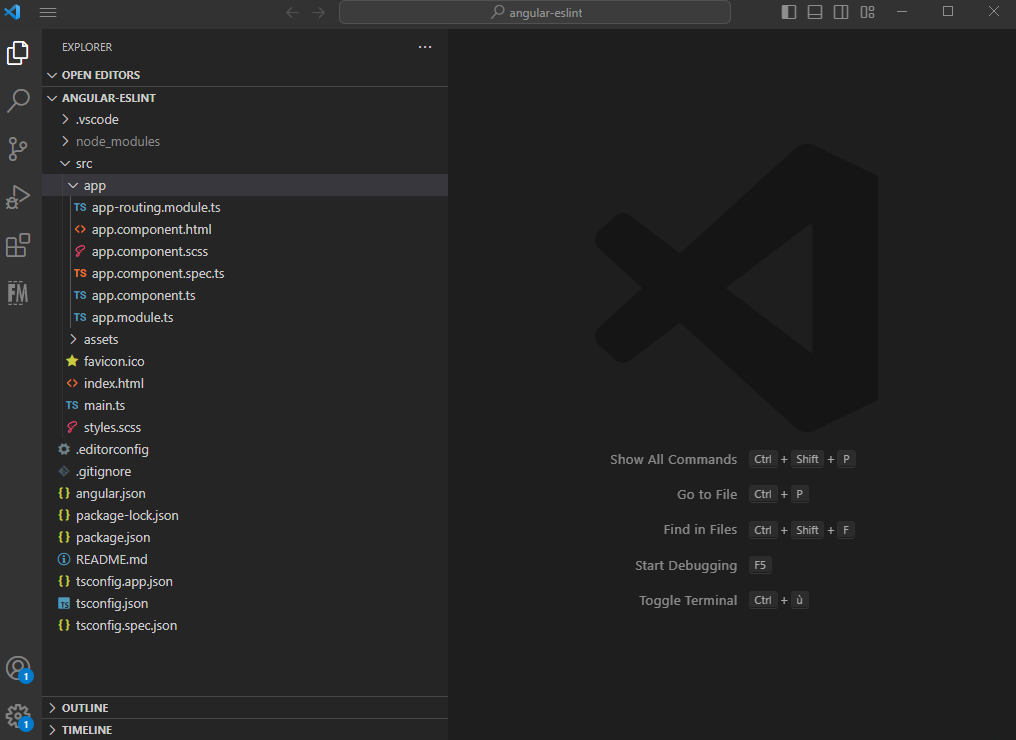 angular-eslint
EXPLORER
OPEN EDITORS
ANGULAR-ESLINT
.vscode
node_modules
src
app
TS app-routing.module.ts
<> app.component.html
app.component.scss
TS app.component.spec.ts
TS app.component.ts
TS app.module.ts
assets
favicon.ico
<> index.html
TS main.ts
styles.scss
.editorconfig
.gitignore
{} angular.json
{} package-lock.json
{} package.json
README.md
{} tsconfig.app.json
TS tsconfig.json
{} tsconfig.spec.json
OUTLINE
TIMELINE
FM
1
1
Show All Commands Ctrl + Shift + P
Go to File Ctrl + P
Find in Files Ctrl + Shift + F
Start Debugging F5
Toggle Terminal Ctrl + ù